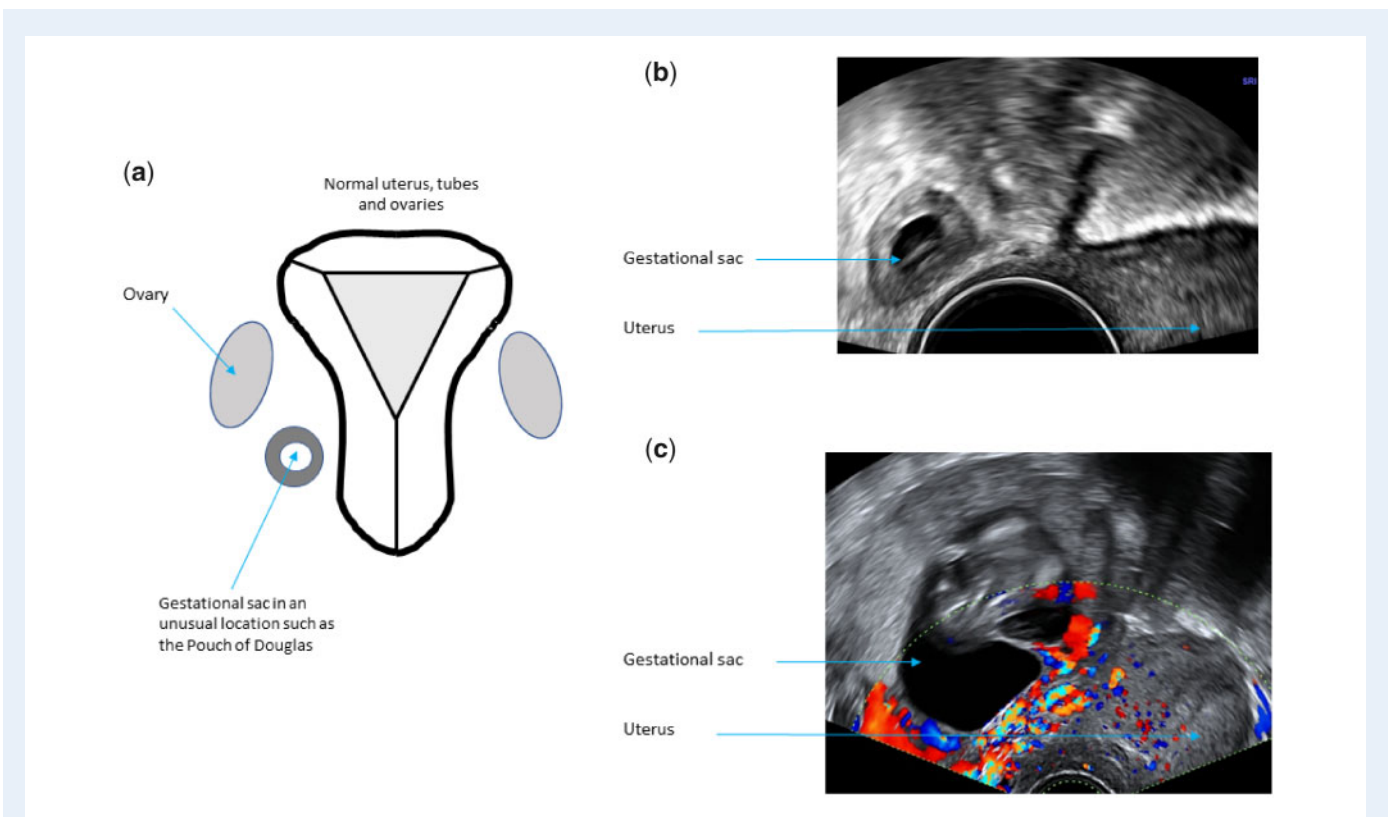 (a)
Normal uterus, tubes
and ovaries
Ovary
Gestational sac in an
unusual location such as
the Pouch of Douglas
(b)
SRI
Gestational sac
Uterus
(c)
Gestational sac
Uterus